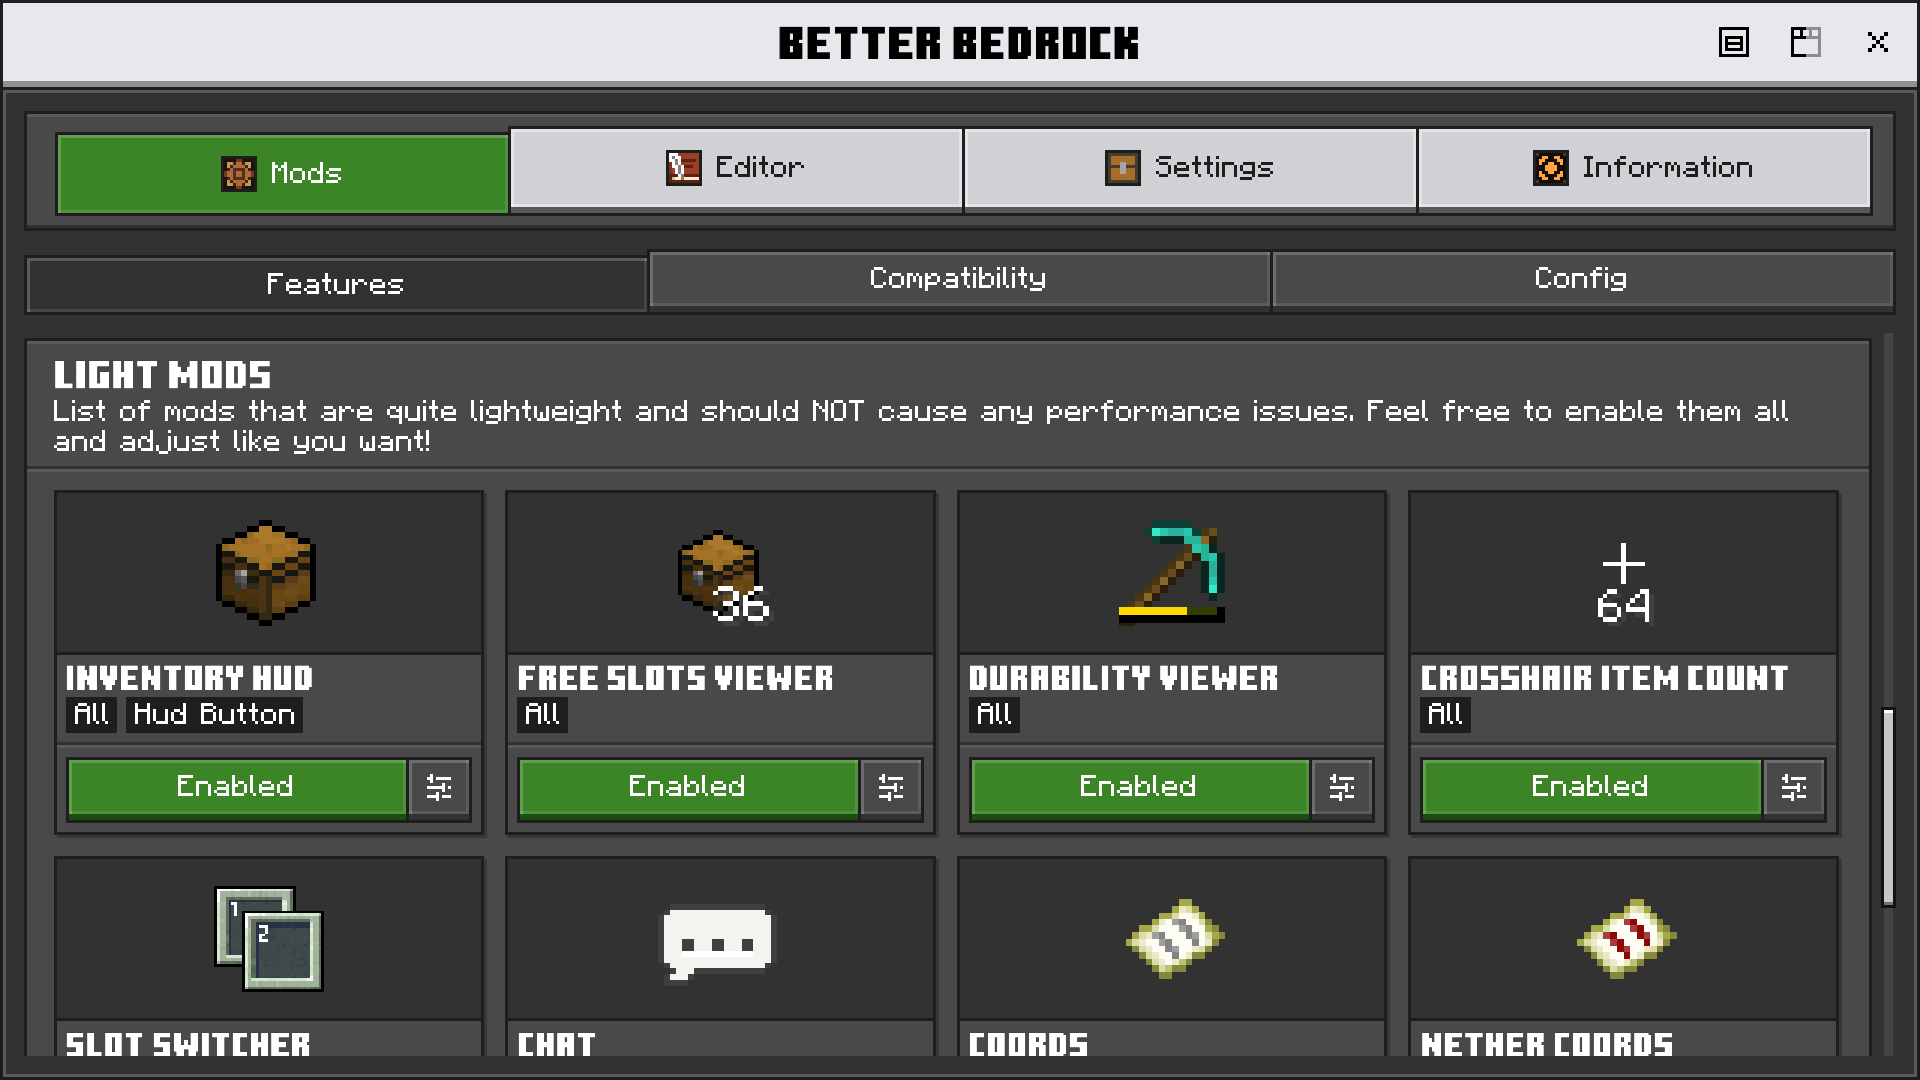 BETTER BEDROCK
Mods
Editor
Settings
Information
Features
Compatibility
Config
LIGHT MODS
List of mods that are quite lightweight and should NOT cause any performance issues. Feel free to enable them all
and adjust like you want!
36
64
INVENTORY HUD
FREE SLOTS VIEWER
DURABILITY VIEWER
CROSSHAIR ITEM COUNT
All Hud Button
All
All
All
Enabled
Enabled
Enabled
Enabled
1
2
SLOT SWITCHER
CHAT
COORDS
NETHER COORDS